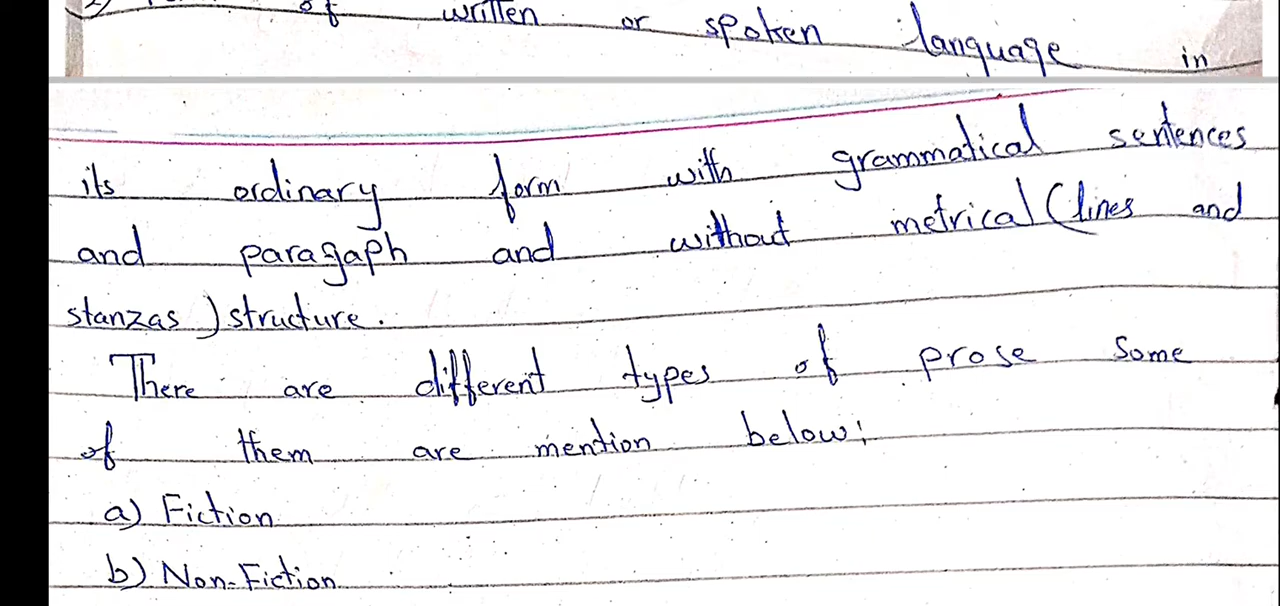 of written or spoken language in
its ordinary form with grammatical sentences
and paragaph and without metrical (lines and
stanzas ) structure.
There are different types of prose some
of them are mention below:
a) Fiction
b) Non-Fiction